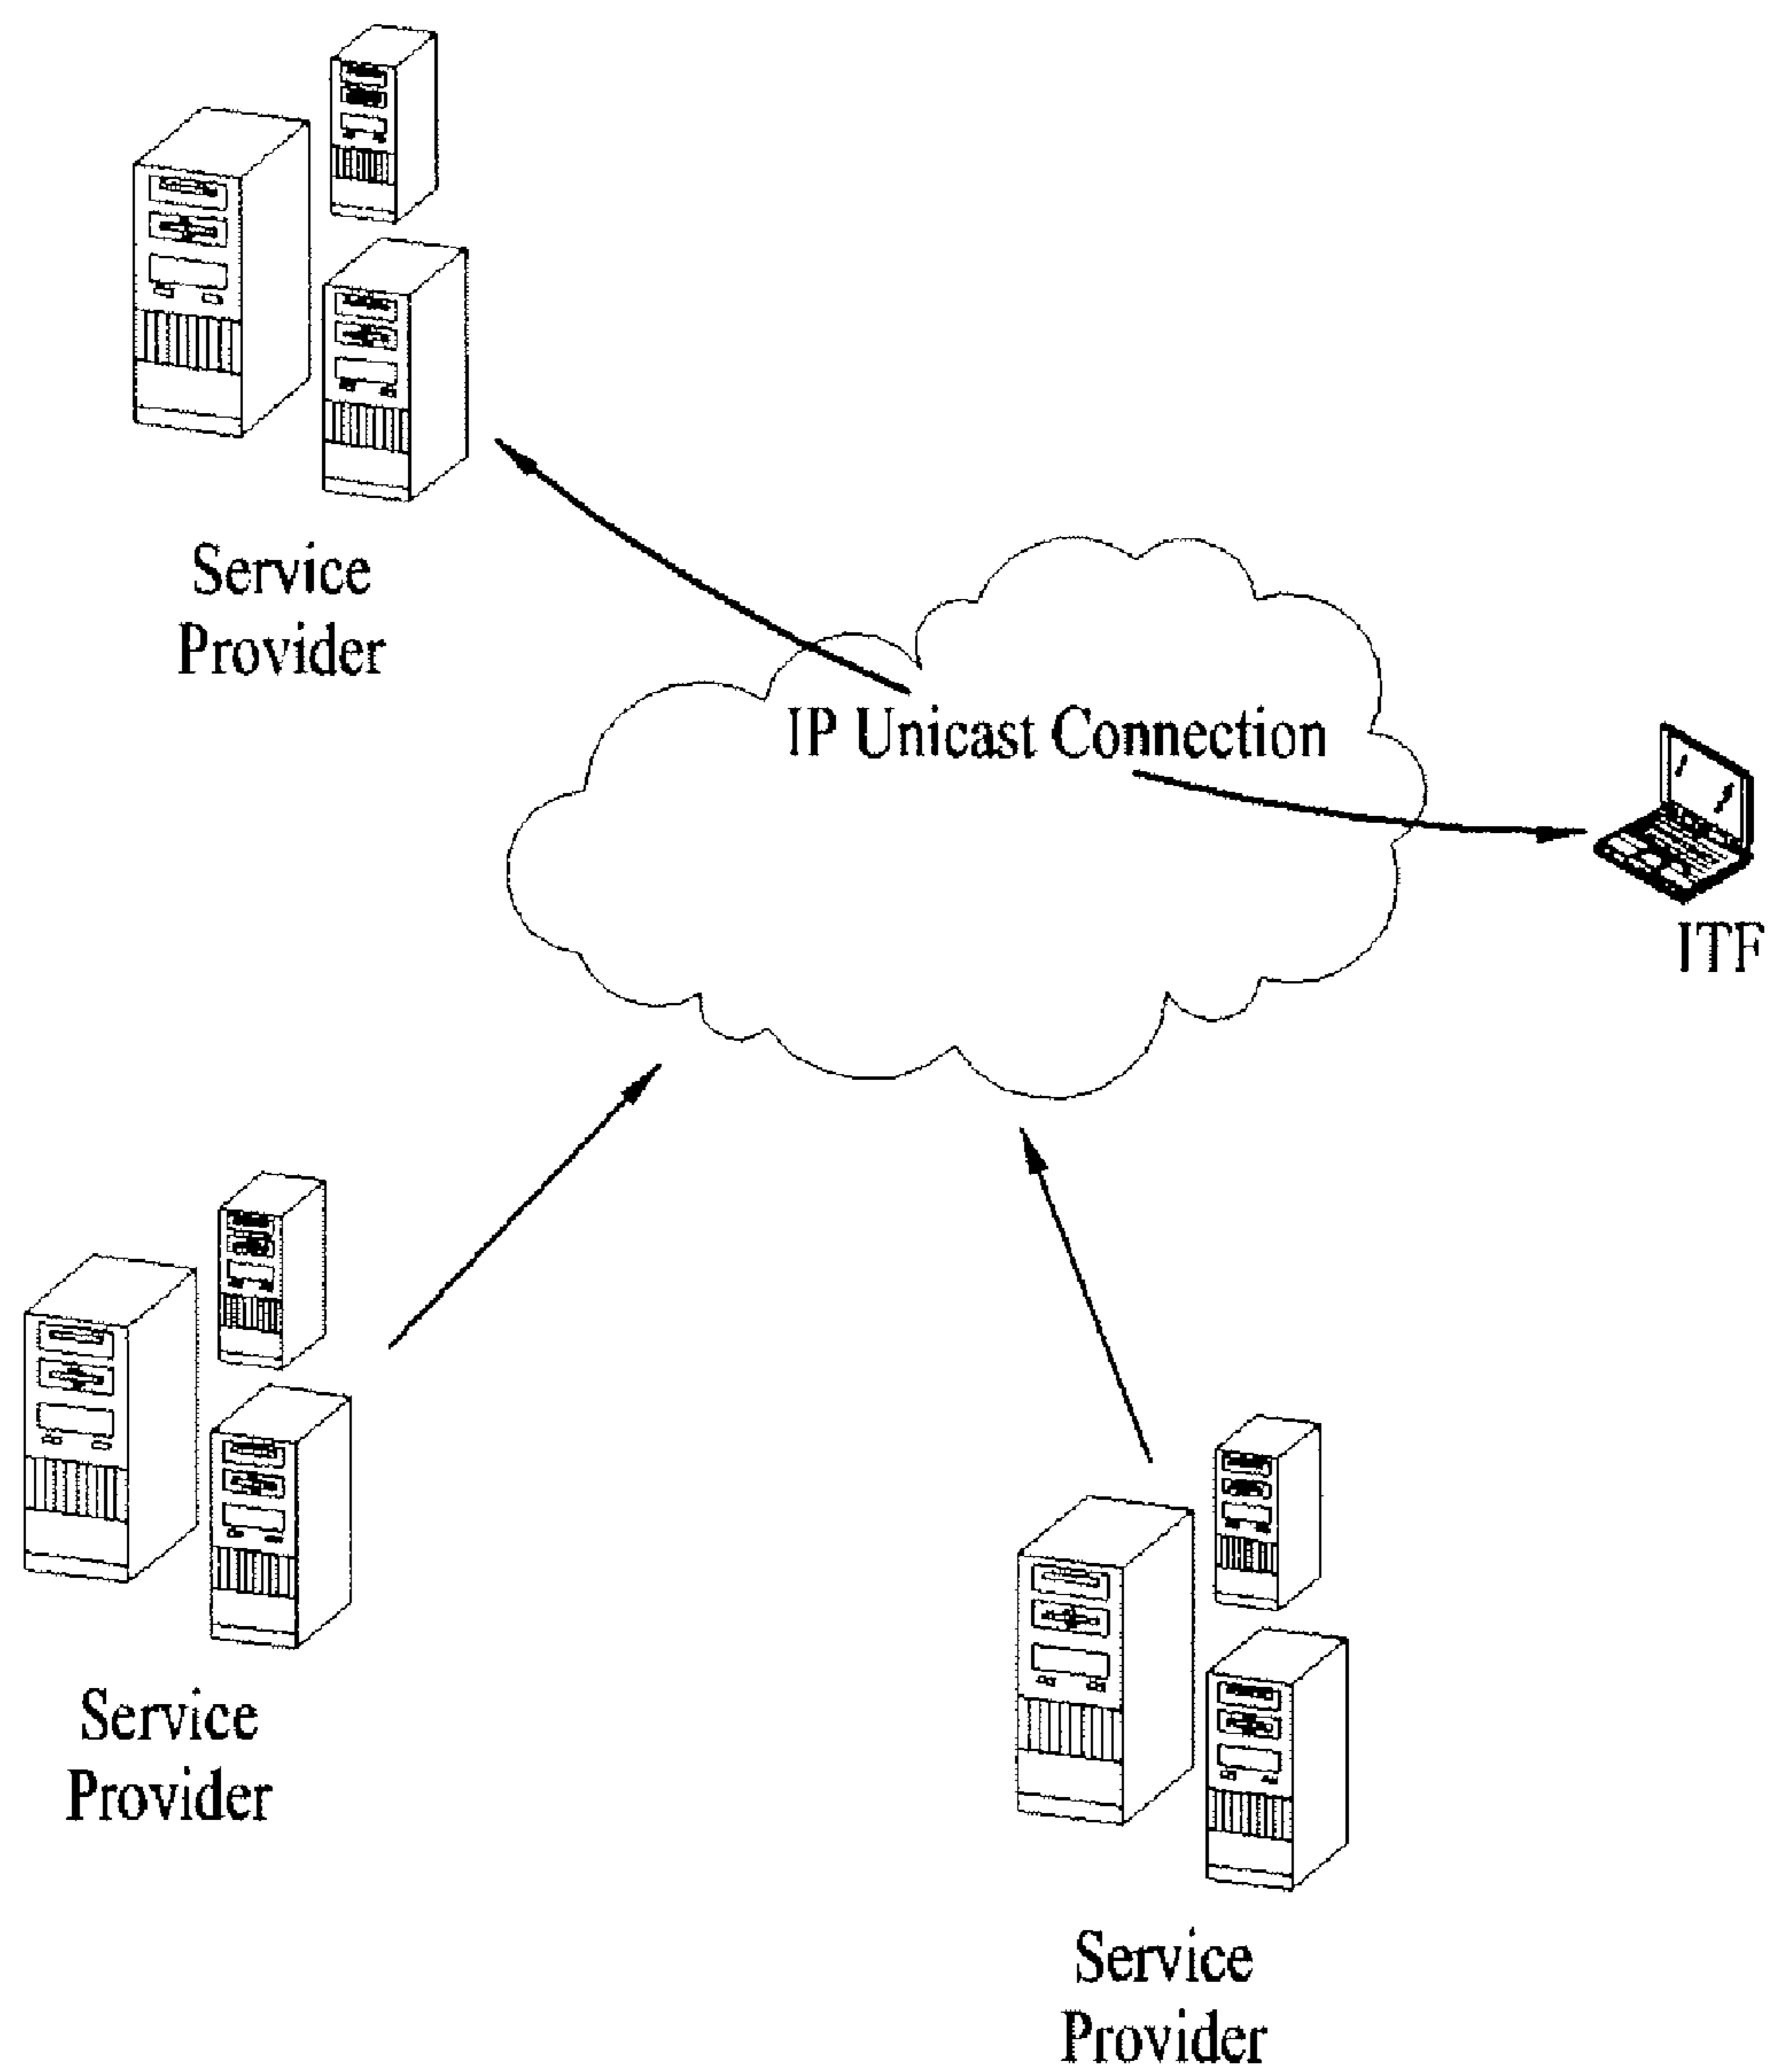 Service
Provider
IP Unicast Connection
ITF
Service
Provider
Service
Provider